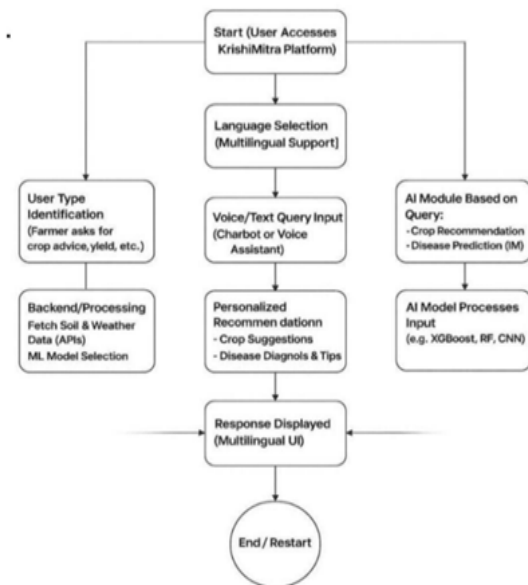 Start (User Accesses
KrishiMitra Platform)
Language Selection
(Multilingual Support]
User Type
Identification
(Farmer asks for
crop advice, yield, etc.)
Voice/Text Query Input
(Charbot or Voice
Assistant)
AI Module Based on
Query:
- Crop Recommendation
- Disease Prediction (IM)
Backend/Processing
Fetch Soil & Weather
Data (APIs)
ML Model Selection
Personalized
Recommen dationn
- Crop Suggestions
- Disease Diagnols & Tips
AI Model Processes
Input
(e.g. XGBoost, RF, CNN)
Response Displayed
(Multilingual UI)
End / Restart